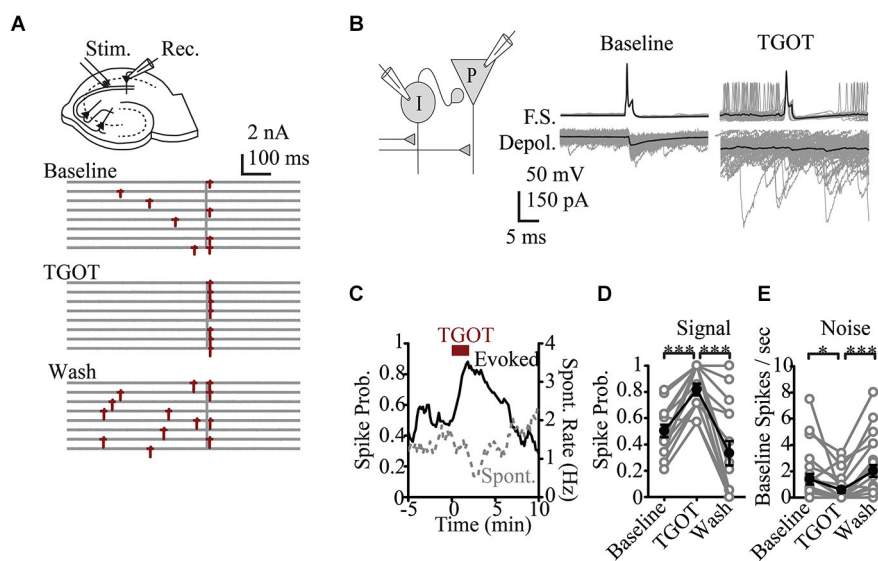 A
Stim.
Rec.
2 nA
100 ms
Baseline
TGOT
Wash
B
I
P
Baseline
TGOT
F.S.
Depol.
50 mV
150 pA
5 ms
C
TGOT
Evoked
Spont.
Spike Prob.
1
0.8
0.6
0.4
0.2
0
4
3
2
1
0
Spont. Rate (Hz)
-5
0
5
10
Time (min)
D
Signal
*** ***
Spike Prob.
1
0.8
0.6
0.4
0.2
0
Baseline
TGOT
Wash
E
Noise
* ***
Baseline Spikes / sec
10
8
6
4
2
0
Baseline
TGOT
Wash